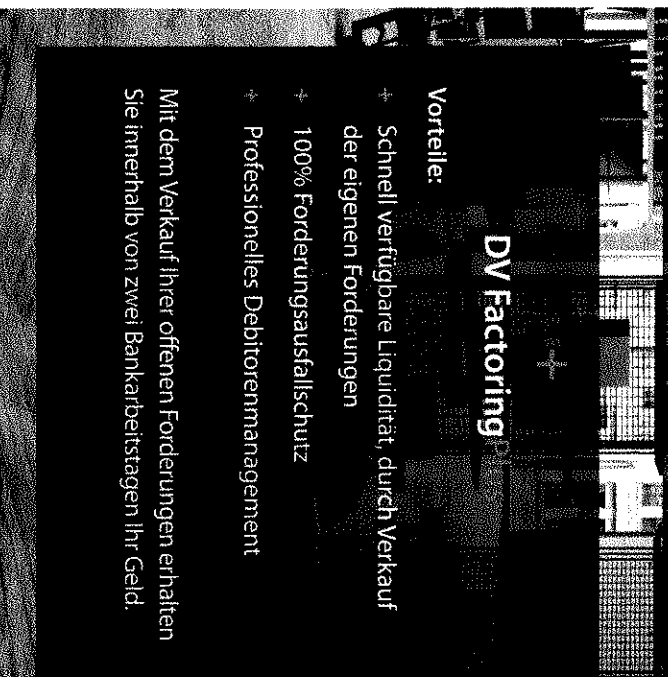 DV Factoring
Vorteile:
+ Schnell verfügbare Liquidität, durch Verkauf
der eigenen Forderungen
+ 100% Forderungsausfallschutz
+ Professionelles Debitorenmanagement
Mit dem Verkauf Ihrer offenen Forderungen erhalten
Sie innerhalb von zwei Bankarbeitstagen Ihr Geld.